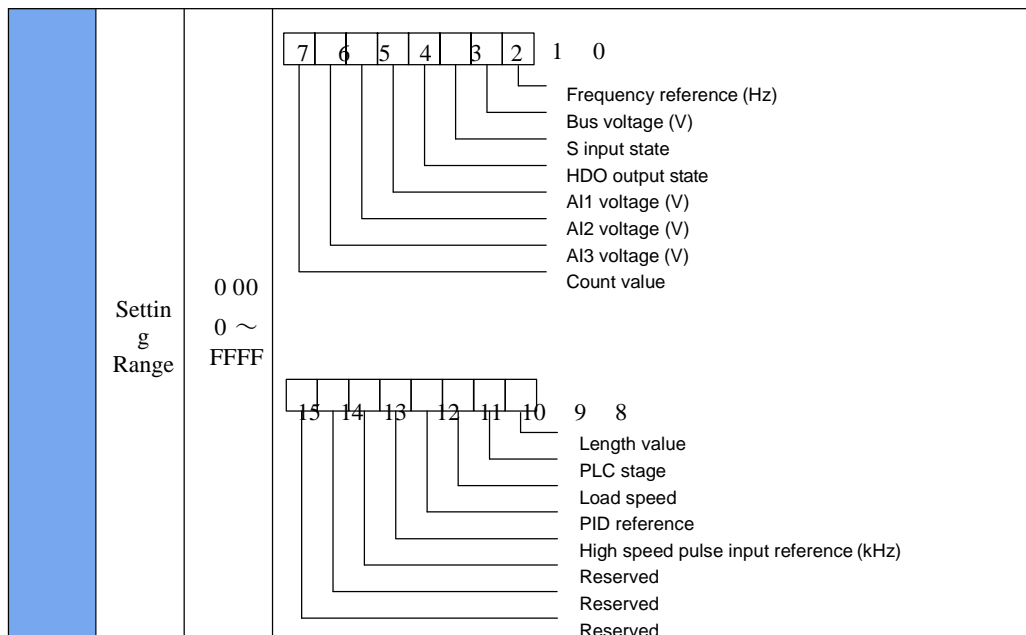 Settin
g
Range
0 00
0 ～
FFFF
7 6 5 4 3 2 1 0
Frequency reference (Hz)
Bus voltage (V)
S input state
HDO output state
AI1 voltage (V)
AI2 voltage (V)
AI3 voltage (V)
Count value
15 14 13 12 11 10 9 8
Length value
PLC stage
Load speed
PID reference
High speed pulse input reference (kHz)
Reserved
Reserved
Reserved